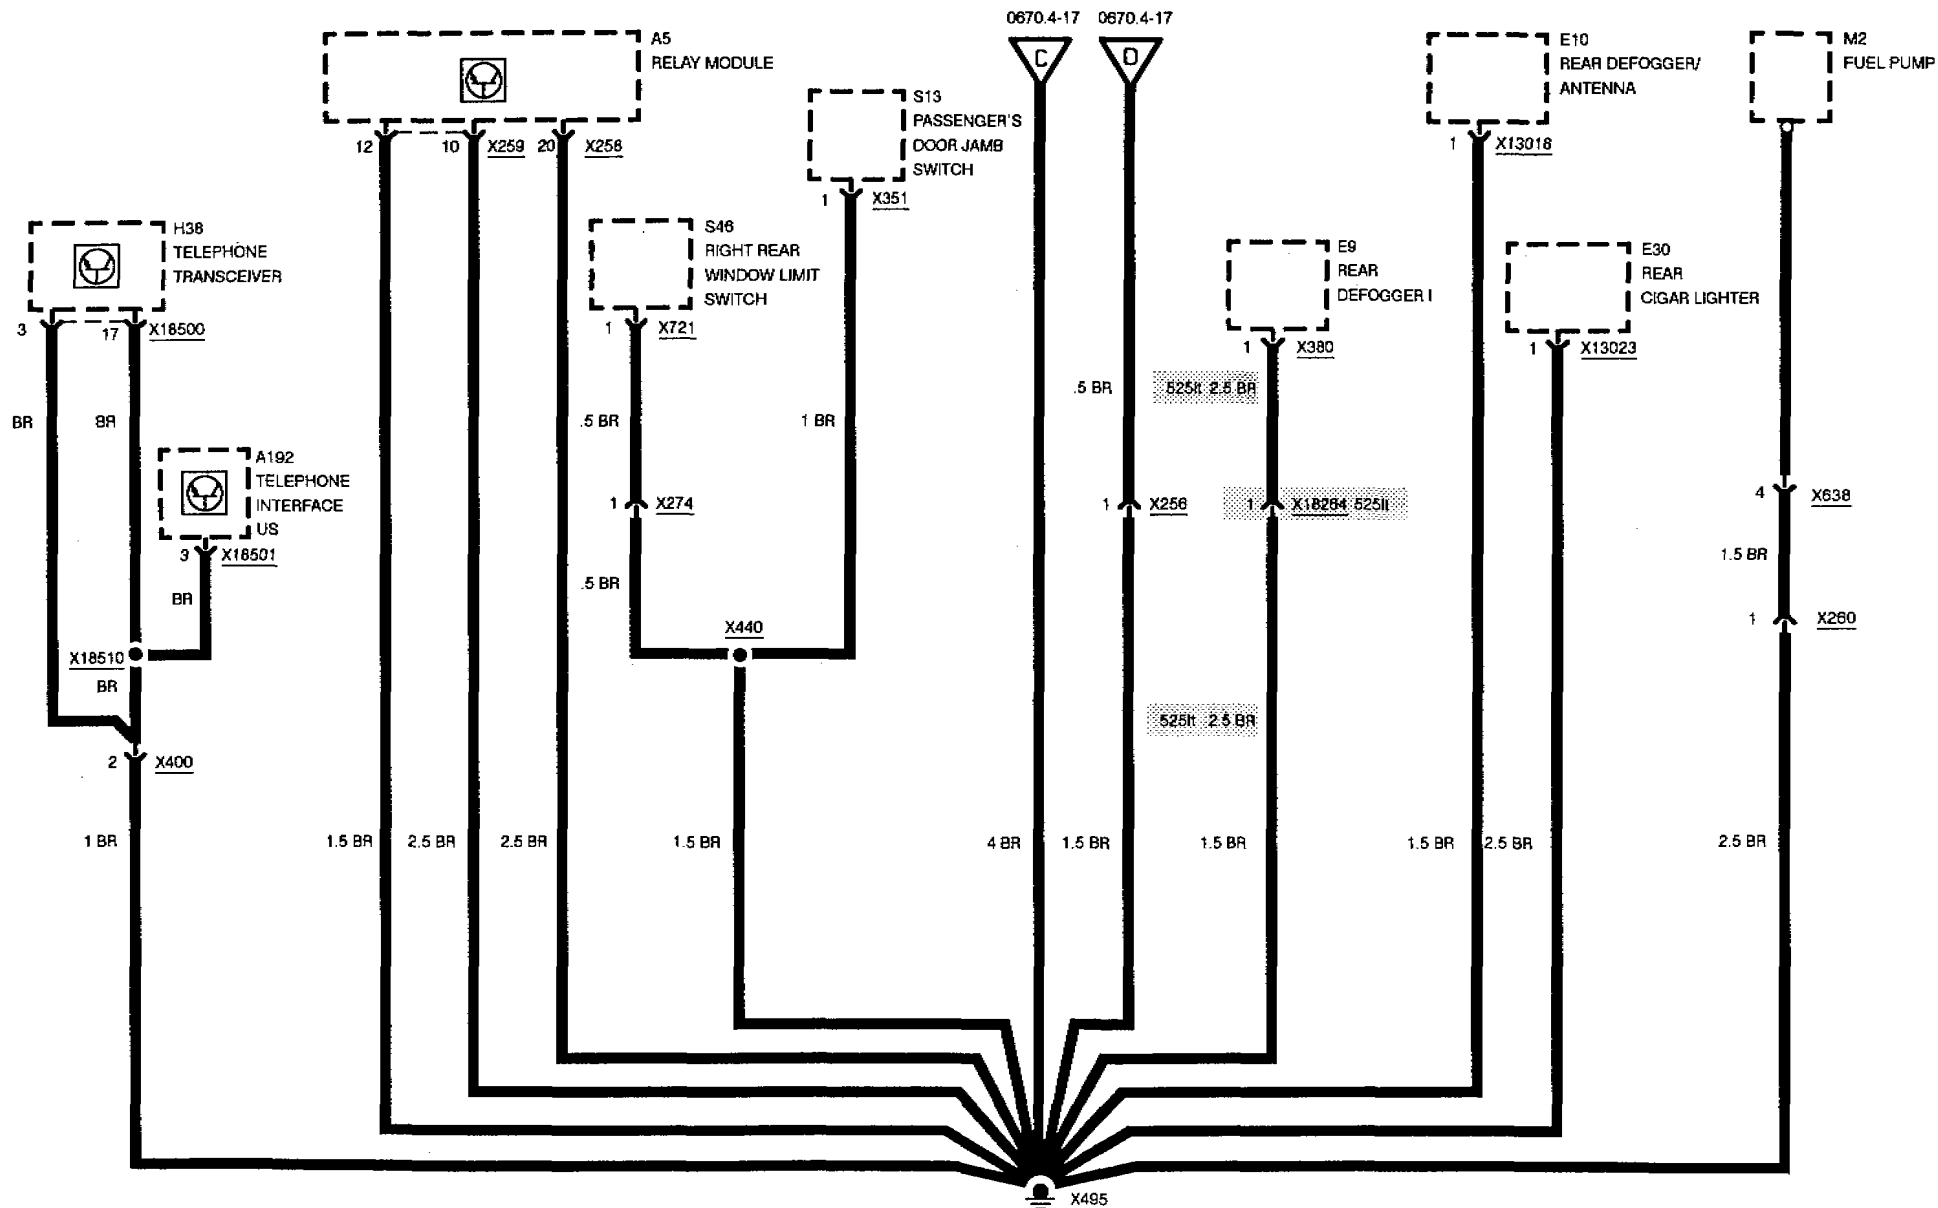 0670.4-17 0670.4-17
C D
A5
RELAY MODULE
12 10 X259 20 X258
S13
PASSENGER'S
DOOR JAMB
SWITCH
1 X351
E10
REAR DEFOGGER/
ANTENNA
1 X13018
M2
FUEL PUMP
H38
TELEPHONE
TRANSCEIVER
3 17 X18500
S46
RIGHT REAR
WINDOW LIMIT
SWITCH
1 X721
E9
REAR
DEFOGGER I
1 X380
E30
REAR
CIGAR LIGHTER
1 X13023
BR BR .5 BR 1 BR .5 BR 525It 2.5 BR
A192
TELEPHONE
INTERFACE
US
3 X18501
1 X274
1 X256
1 X18284 525It
4 X638
1.5 BR
BR .5 BR
1 X260
X440
X18510
BR
525It 2.5 BR
2 X400
1 BR 1.5 BR 2.5 BR 2.5 BR 1.5 BR 4 BR 1.5 BR 1.5 BR 1.5 BR 2.5 BR 2.5 BR
X495